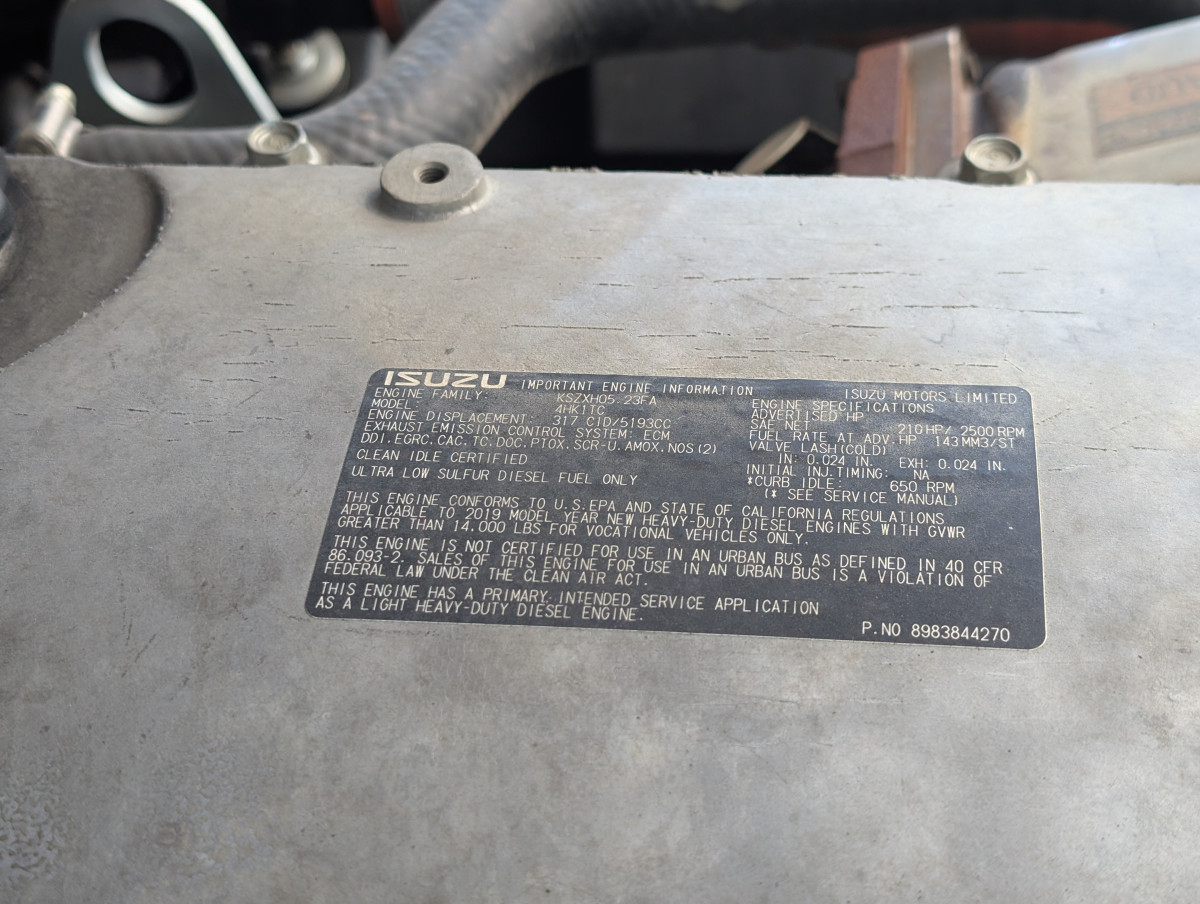 ISUZU IMPORTANT ENGINE INFORMATION ISUZU MOTORS LIMITED
ENGINE FAMILY: KSZXH05.23FA
MODEL: 4HK1TC
ENGINE DISPLACEMENT: 317 CID/5193CC
EXHAUST EMISSION CONTROL SYSTEM: ECM
DDI.EGRC.CAC.TC.DOC.PTOX.SCR-U.AMOX.NOS(2)
CLEAN IDLE CERTIFIED
ULTRA LOW SULFUR DIESEL FUEL ONLY
ENGINE SPECIFICATIONS
ADVERTISED HP
SAE NET 210HP/ 2500RPM
FUEL RATE AT ADV.HP 143MM3/ST
VALVE LASH(COLD)
IN: 0.024 IN. EXH: 0.024 IN.
INITIAL INJ.TIMING: NA
*CURB IDLE: 650 RPM
(* SEE SERVICE MANUAL)
THIS ENGINE CONFORMS TO U.S.EPA AND STATE OF CALIFORNIA REGULATIONS
APPLICABLE TO 2019 MODEL YEAR NEW HEAVY-DUTY DIESEL ENGINES WITH GVWR
GREATER THAN 14.000 LBS FOR VOCATIONAL VEHICLES ONLY.
THIS ENGINE IS NOT CERTIFIED FOR USE IN AN URBAN BUS AS DEFINED IN 40 CFR
86.093-2. SALES OF THIS ENGINE FOR USE IN AN URBAN BUS IS A VIOLATION OF
FEDERAL LAW UNDER THE CLEAN AIR ACT.
THIS ENGINE HAS A PRIMARY INTENDED SERVICE APPLICATION
AS A LIGHT HEAVY-DUTY DIESEL ENGINE.
P.NO 8983844270